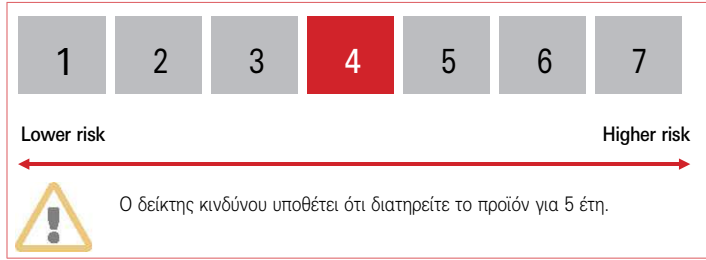 1 2 3 4 5 6 7
Lower risk Higher risk
Ο δείκτης κινδύνου υποθέτει ότι διατηρείτε το προϊόν για 5 έτη.